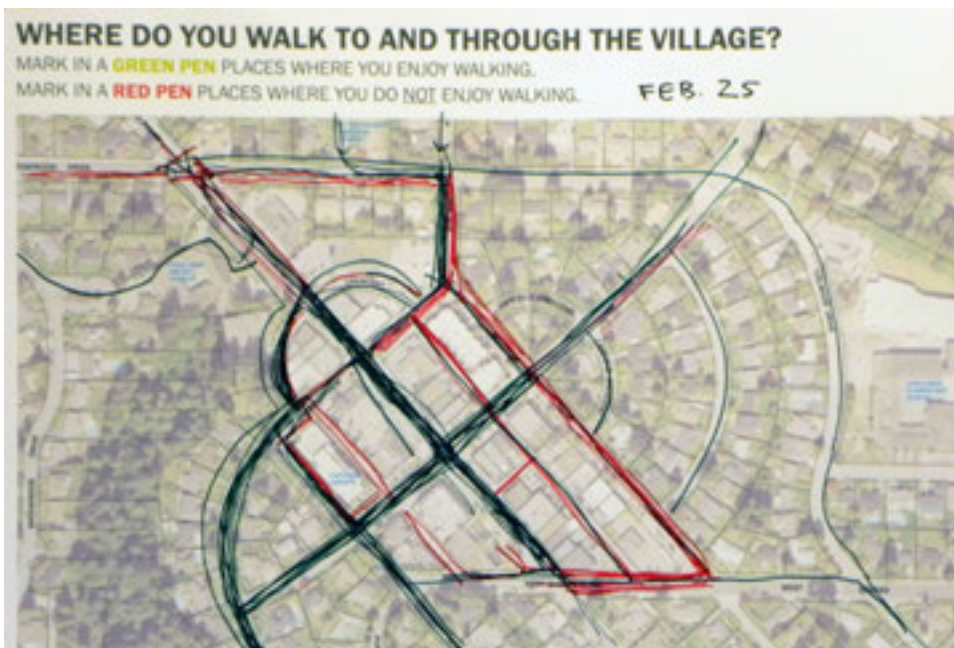 WHERE DO YOU WALK TO AND THROUGH THE VILLAGE?
MARK IN A GREEN PEN PLACES WHERE YOU ENJOY WALKING.
MARK IN A RED PEN PLACES WHERE YOU DO NOT ENJOY WALKING.
FEB. 25